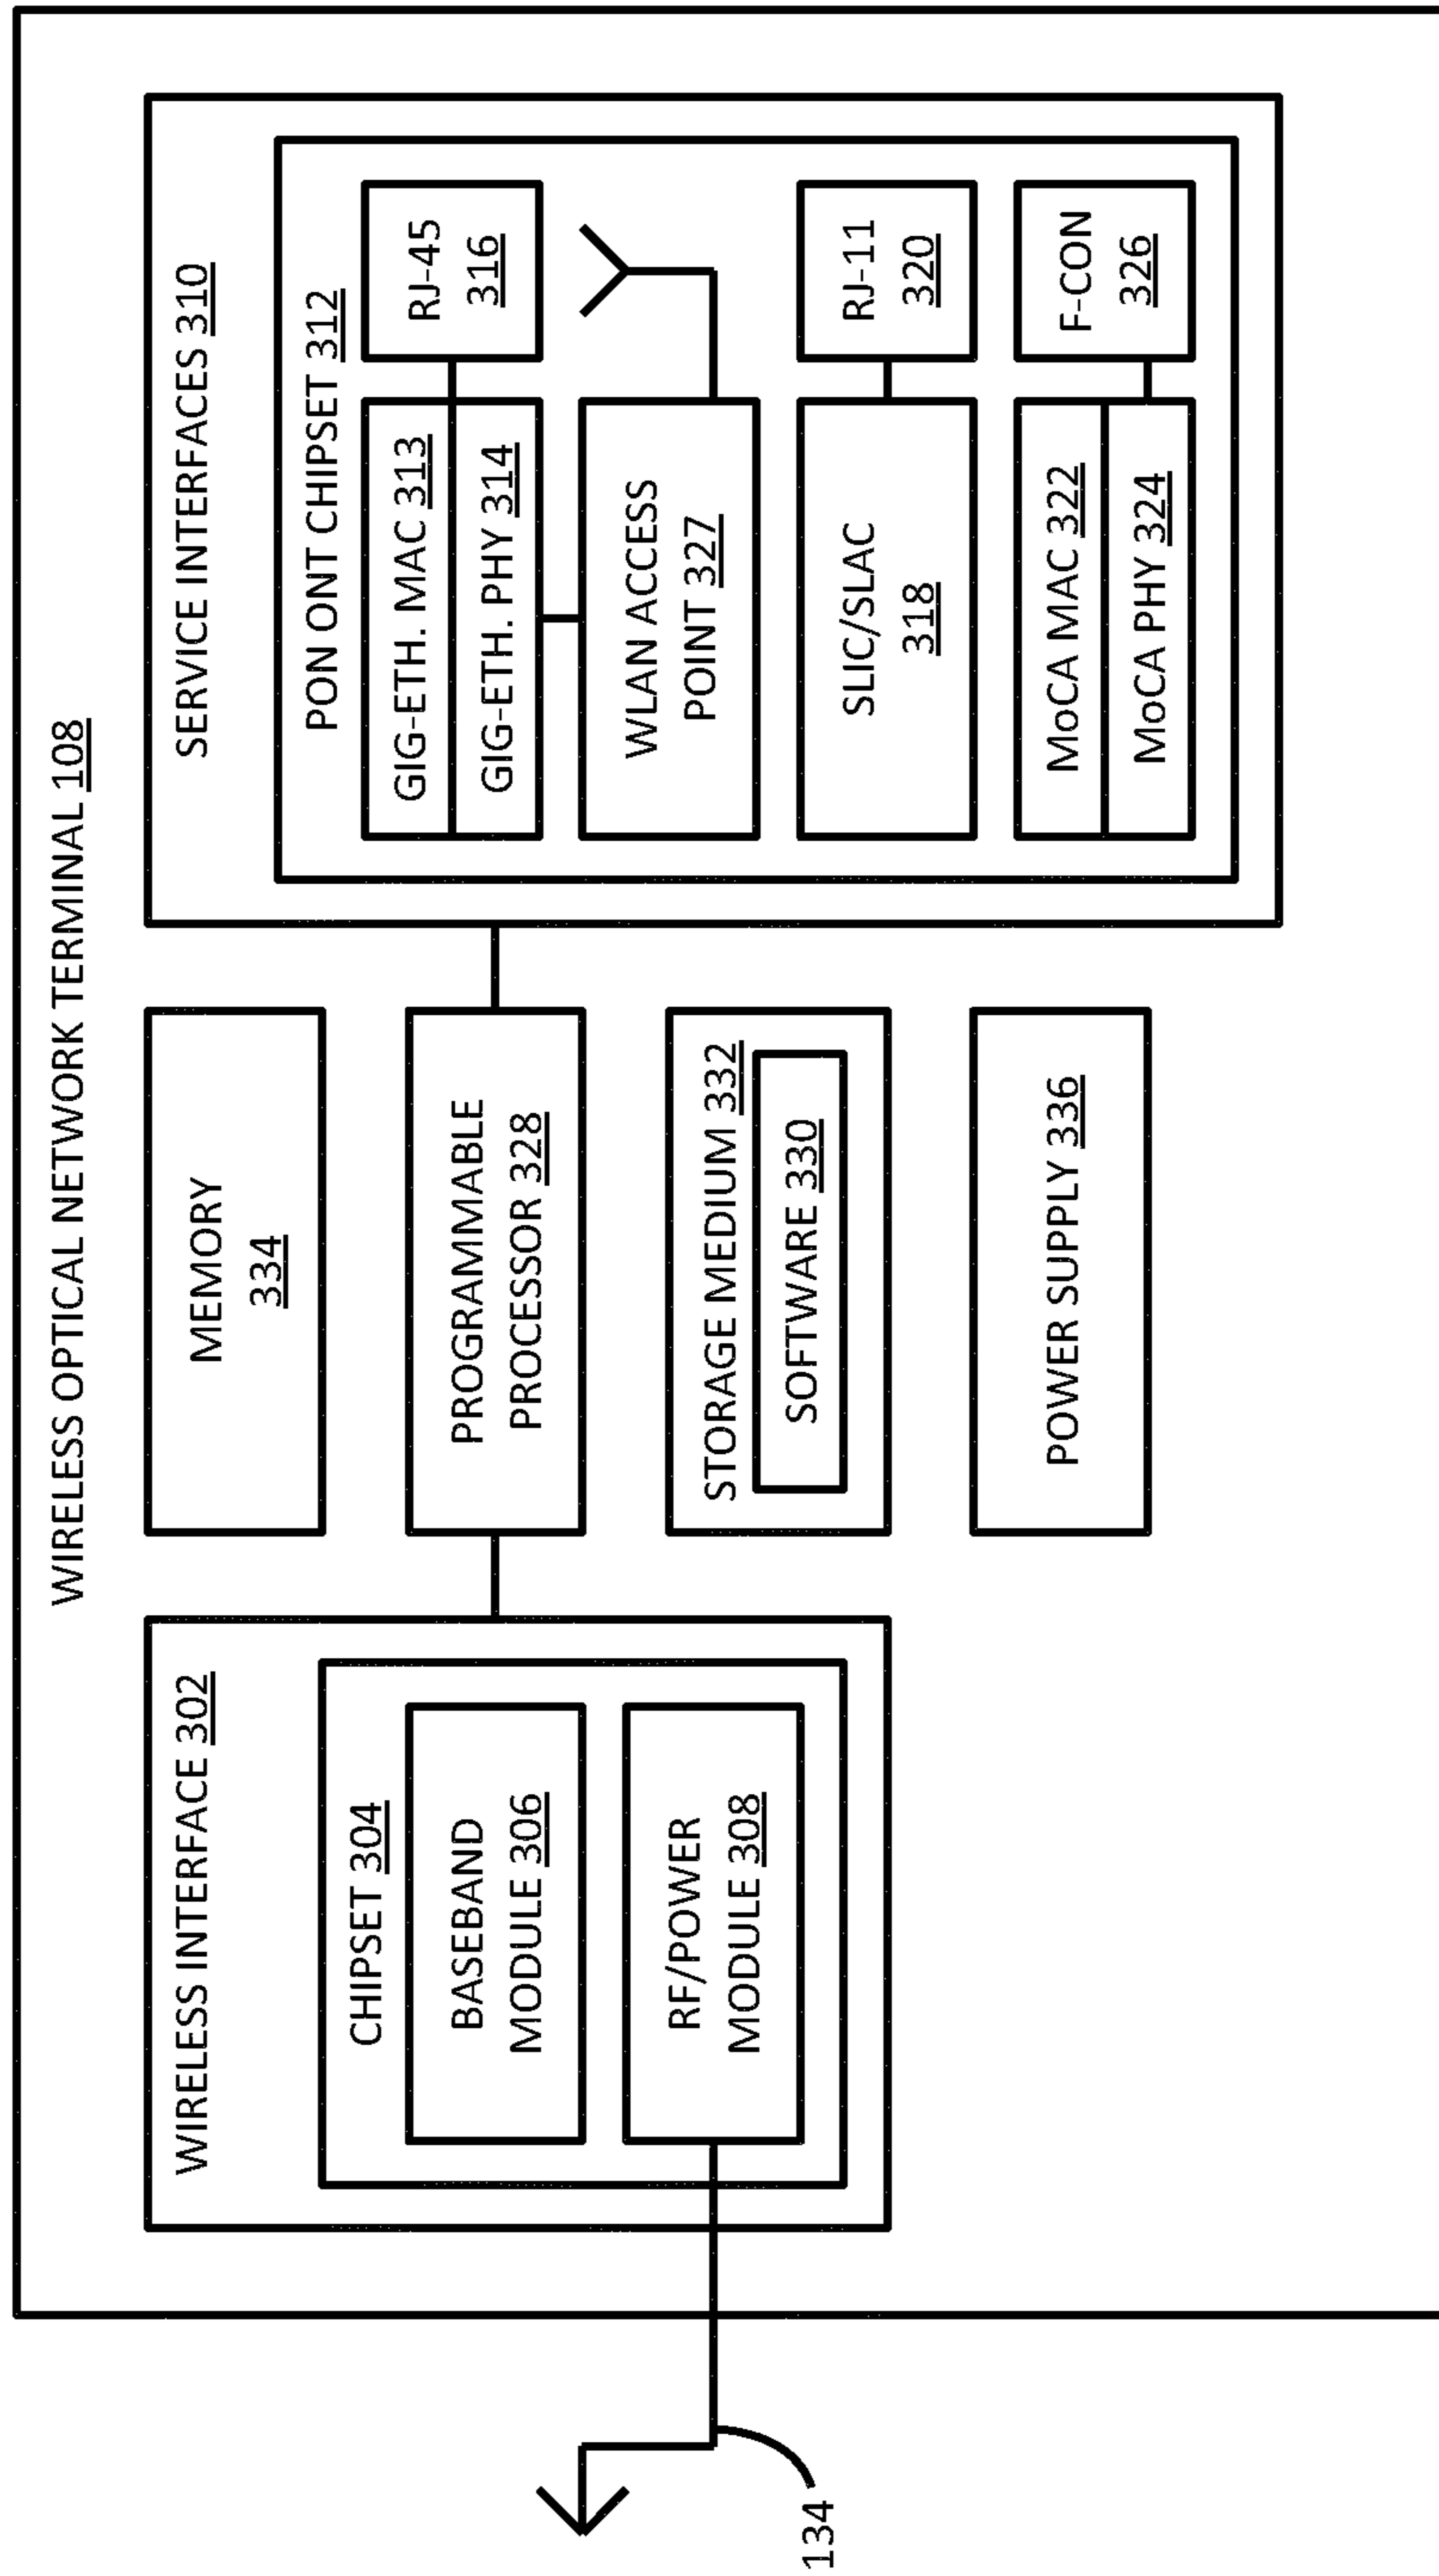 WIRELESS OPTICAL NETWORK TERMINAL 108
WIRELESS INTERFACE 302
CHIPSET 304
BASEBAND
MODULE 306
RF/POWER
MODULE 308
134
MEMORY
334
PROGRAMMABLE
PROCESSOR 328
STORAGE MEDIUM 332
SOFTWARE 330
POWER SUPPLY 336
SERVICE INTERFACES 310
PON ONT CHIPSET 312
GIG-ETH. MAC 313
GIG-ETH. PHY 314
RJ-45
316
WLAN ACCESS
POINT 327
SLIC/SLAC
318
RJ-11
320
MoCA MAC 322
MoCA PHY 324
F-CON
326